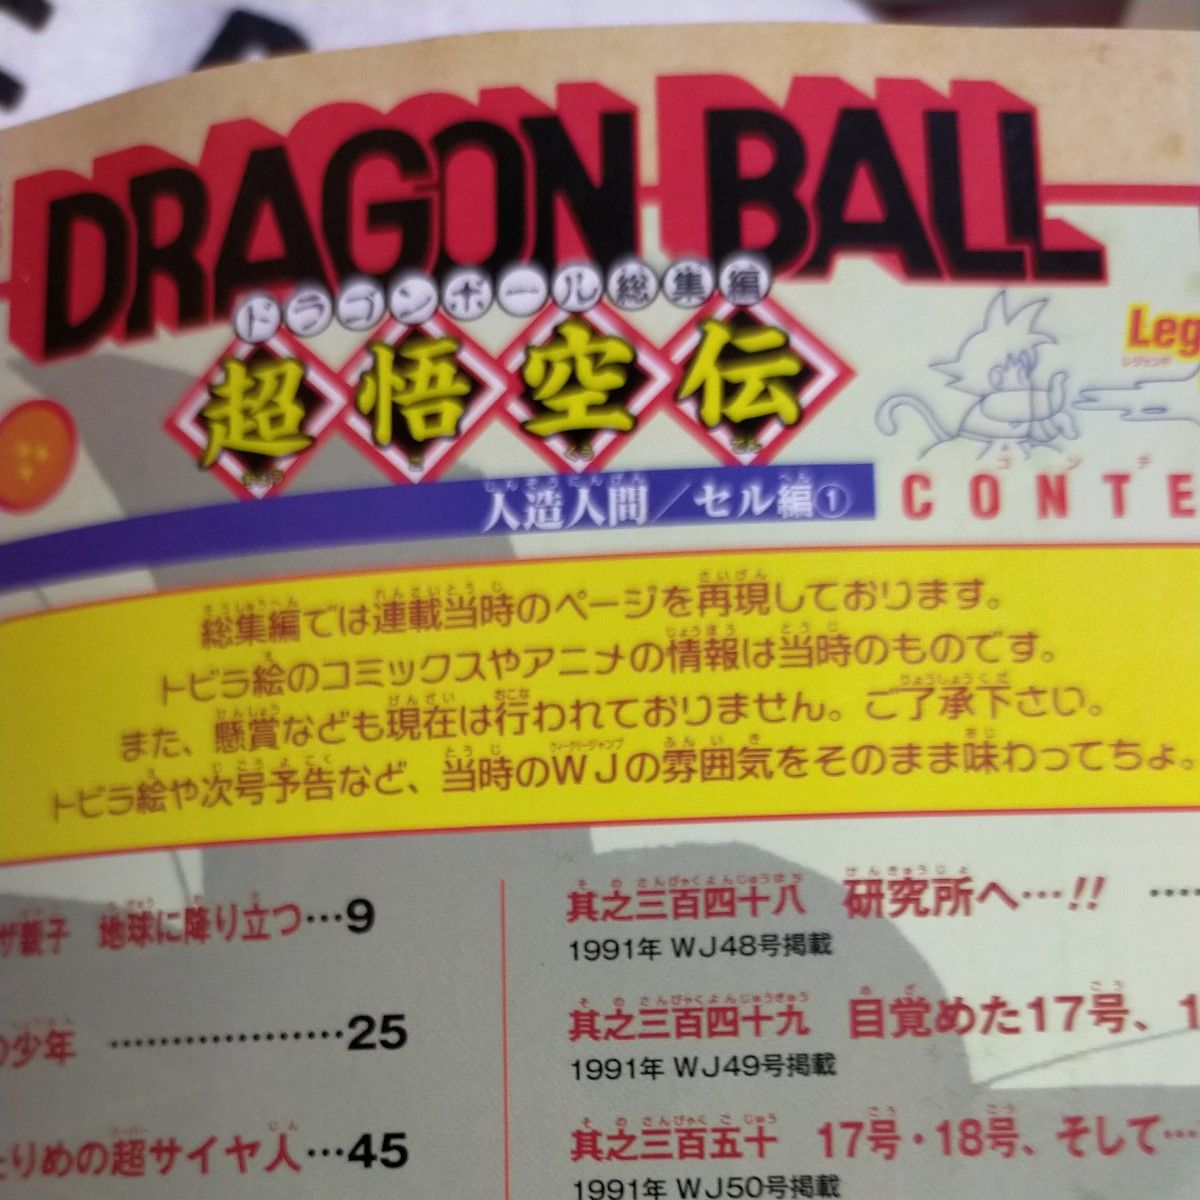 DRAGON BALL
ドラゴンボール総集編
超悟空伝
人造人間／セル編①
Leg
レジェンド
CONTE
総集編では連載当時のページを再現しております。
トビラ絵のコミックスやアニメの情報は当時のものです。
また、懸賞なども現在は行われておりません。ご了承下さい。
トビラ絵や次号予告など、当時のWJの雰囲気をそのまま味わってちょ。
ザ親子 地球に降り立つ…9
の少年 ………………25
りめの超サイヤ人…45
其之三百四十八 研究所へ…!!
1991年 WJ48号掲載
其之三百四十九 目覚めた17号、1
1991年 WJ49号掲載
其之三百五十 17号・18号、そして…
1991年 WJ50号掲載